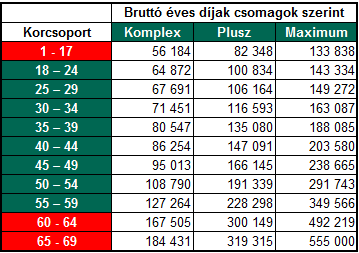 Bruttó éves díjak csomagok szerint
Korcsoport Komplex Plusz Maximum
1 - 17 56 184 82 348 133 838
18 – 24 64 872 100 834 143 334
25 – 29 67 691 106 164 149 272
30 – 34 71 451 116 593 163 087
35 – 39 80 547 135 080 188 085
40 – 44 86 254 147 091 203 580
45 – 49 95 013 166 145 238 665
50 – 54 108 790 191 339 291 743
55 – 59 127 264 228 298 349 566
60 - 64 167 505 300 149 492 219
65 - 69 184 431 319 315 555 000